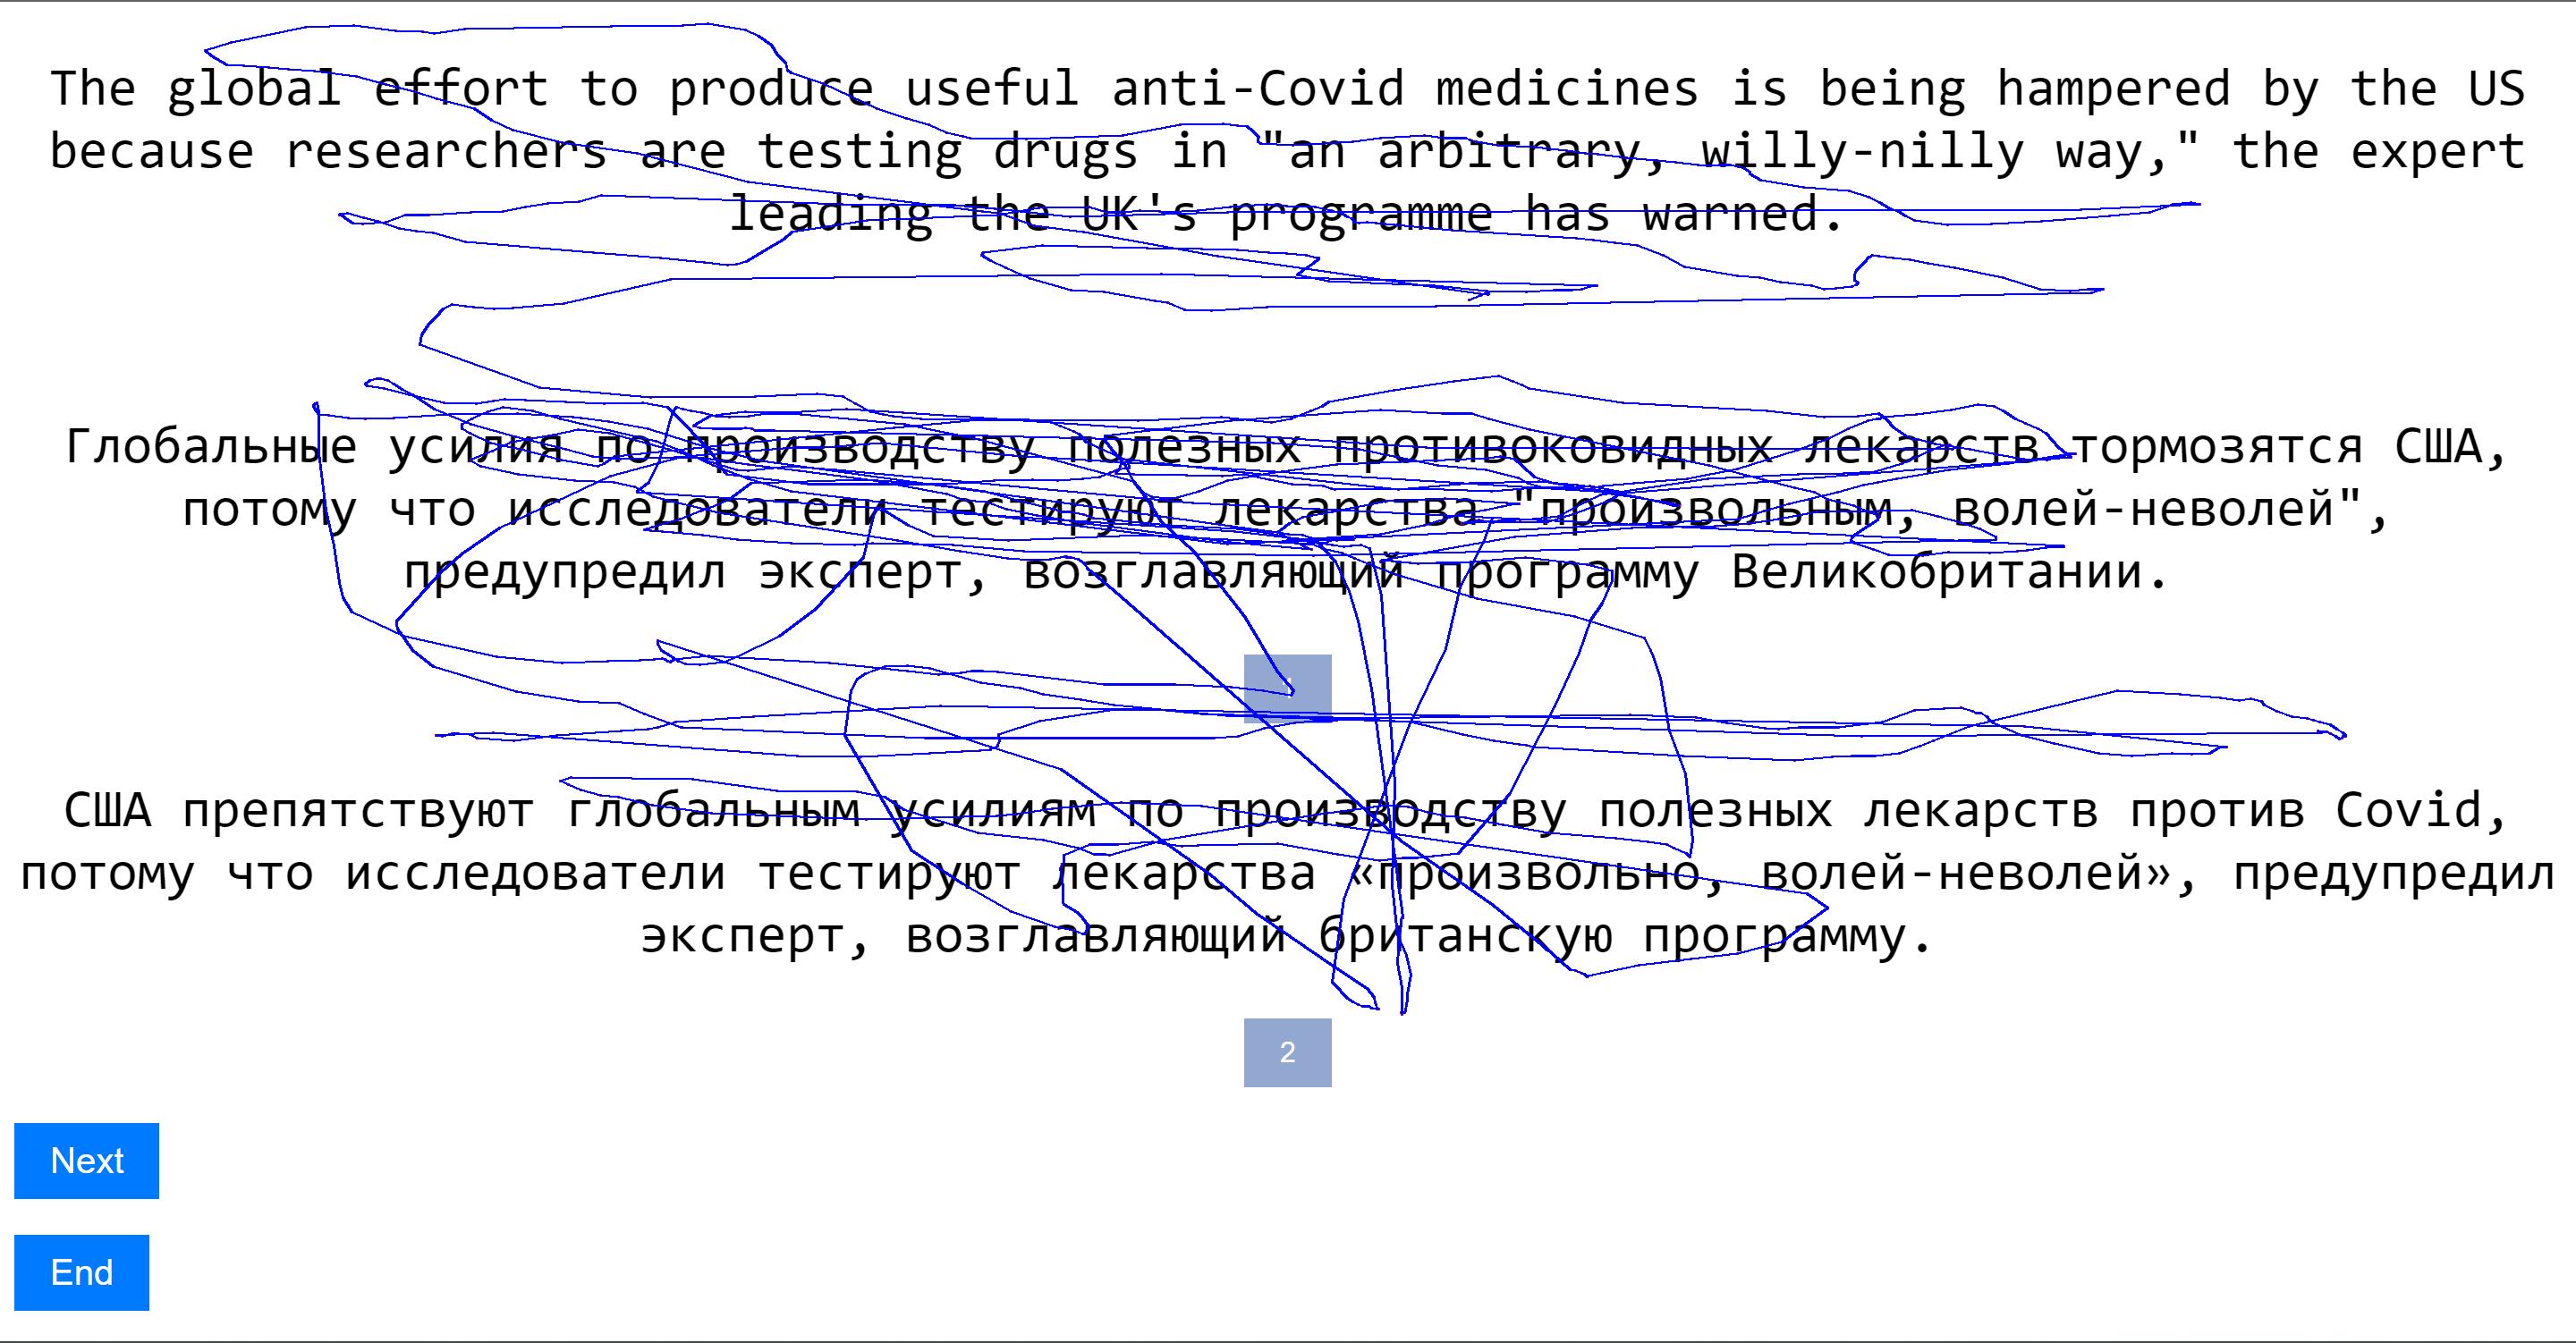 The global effort to produce useful anti-Covid medicines is being hampered by the US
because researchers are testing drugs in "an arbitrary, willy-nilly way," the expert
leading the UK's programme has warned.
Глобальные усилия по производству полезных противоковидных лекарств тормозятся США,
потому что исследователи тестируют лекарства "произвольным, волей-неволей",
предупредил эксперт, возглавляющий программу Великобритании.
США препятствуют глобальным усилиям по производству полезных лекарств против Covid,
потому что исследователи тестируют лекарства «произвольно, волей-неволей», предупредил
эксперт, возглавляющий британскую программу.
2
Next
End